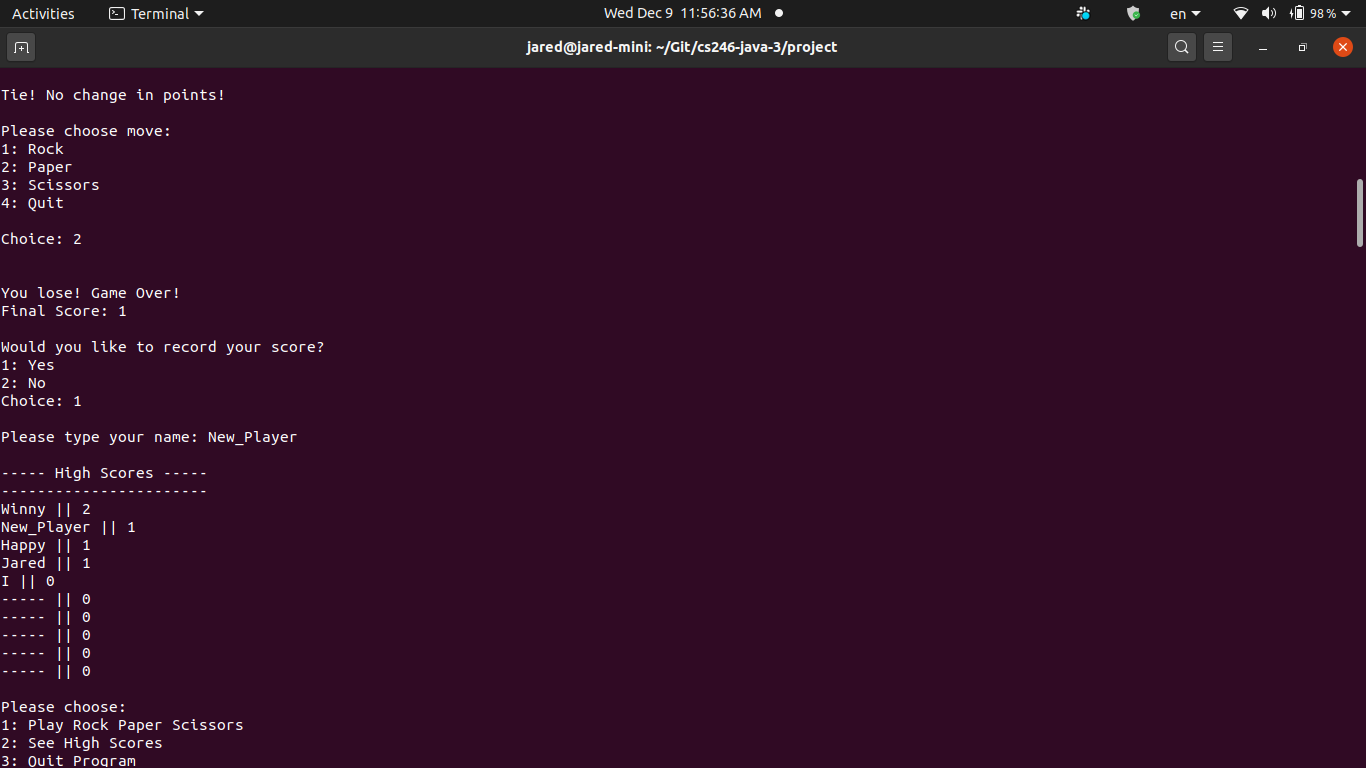 Activities Terminal Wed Dec 9 11:56:36 AM en 98%
jared@jared-mini: ~/Git/cs246-java-3/project
Tie! No change in points!
Please choose move:
1: Rock
2: Paper
3: Scissors
4: Quit
Choice: 2
You lose! Game Over!
Final Score: 1
Would you like to record your score?
1: Yes
2: No
Choice: 1
Please type your name: New_Player
----- High Scores -----
-----------------------
Winny || 2
New_Player || 1
Happy || 1
Jared || 1
I || 0
----- || 0
----- || 0
----- || 0
----- || 0
----- || 0
Please choose:
1: Play Rock Paper Scissors
2: See High Scores
3: Quit Program